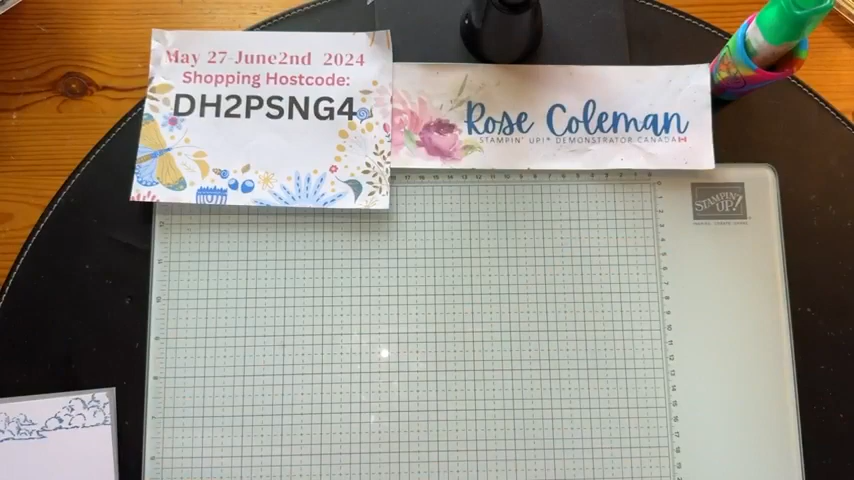 May 27-June2nd 2024
Shopping Hostcode:
DH2PSNG4
Rose Coleman
STAMPIN' UP!® DEMONSTRATOR CANADA
STAMPIN' UP!